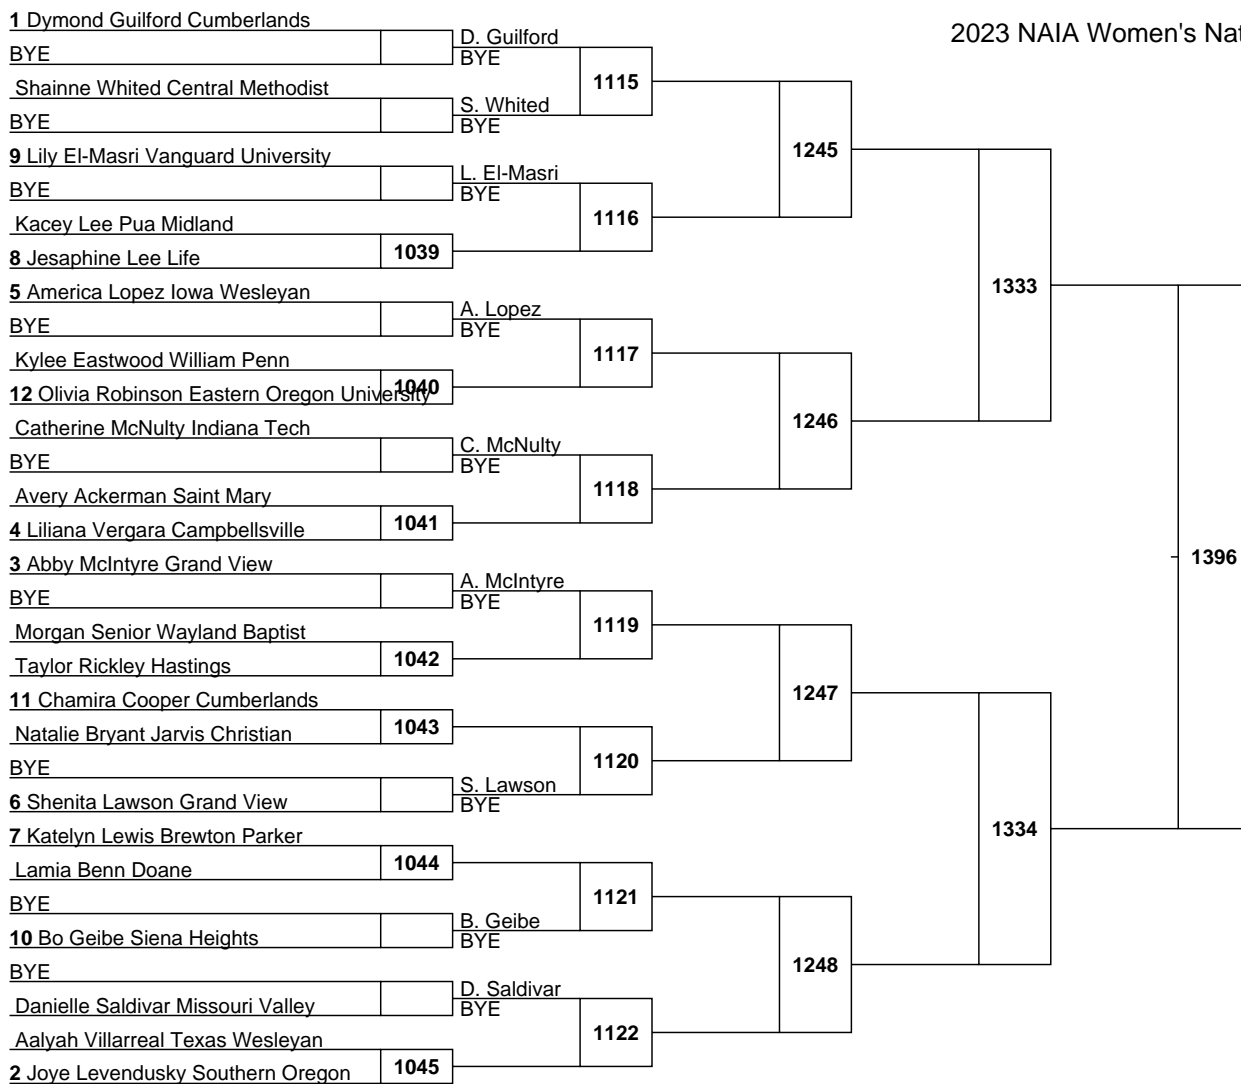 1 Dymond Guilford Cumberlands
BYE
Shainne Whited Central Methodist
BYE
9 Lily El-Masri Vanguard University
BYE
Kacey Lee Pua Midland
8 Jesaphine Lee Life
5 America Lopez Iowa Wesleyan
BYE
Kylee Eastwood William Penn
12 Olivia Robinson Eastern Oregon University
Catherine McNulty Indiana Tech
BYE
Avery Ackerman Saint Mary
4 Liliana Vergara Campbellsville
3 Abby McIntyre Grand View
BYE
Morgan Senior Wayland Baptist
Taylor Rickley Hastings
11 Chamira Cooper Cumberlands
Natalie Bryant Jarvis Christian
BYE
6 Shenita Lawson Grand View
7 Katelyn Lewis Brewton Parker
Lamia Benn Doane
BYE
10 Bo Geibe Siena Heights
BYE
Danielle Saldivar Missouri Valley
Aalyah Villarreal Texas Wesleyan
2 Joye Levendusky Southern Oregon
1039
1040
1041
1042
1043
1044
1045
D. Guilford
BYE
S. Whited
BYE
L. El-Masri
BYE
A. Lopez
BYE
C. McNulty
BYE
A. McIntyre
BYE
S. Lawson
BYE
B. Geibe
BYE
D. Saldivar
BYE
1115
1116
1117
1118
1119
1120
1121
1122
1245
1246
1247
1248
1333
1334
1396
2023 NAIA Women's Nat